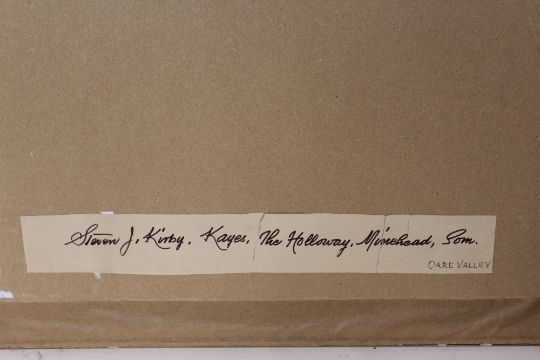 Steven J. Kirby. Kayes, The Holloway, Minehead, Som.
OARE VALLEY